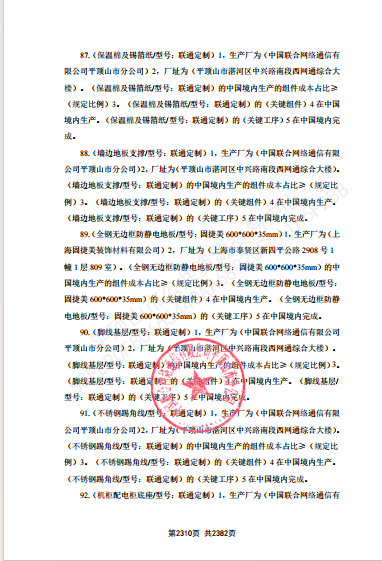 87.（保温棉及锡箔纸/型号：联通定制）1，生产厂为（中国联合网络通信有
限公司平顶山市分公司）2，厂址为（平顶山市湛河区中兴路南段西网通综合大
楼）。（保温棉及锡箔纸/型号：联通定制）的中国境内生产的组件成本占比≥
（规定比例）3。（保温棉及锡箔纸/型号：联通定制）的（关键组件）4 在中国
境内生产。（保温棉及锡箔纸/型号：联通定制）的（关键工序）5 在中国境内完
成。
88.（墙边地板支撑/型号：联通定制）1，生产厂为（中国联合网络通信有限
公司平顶山市分公司）2，厂址为（平顶山市湛河区中兴路南段西网通综合大楼）。
（墙边地板支撑/型号：联通定制）的中国境内生产的组件成本占比≥（规定比
例）3。（墙边地板支撑/型号：联通定制）的（关键组件）4 在中国境内生产。
（墙边地板支撑/型号：联通定制）的（关键工序）5 在中国境内完成。
89.（全钢无边框防静电地板/型号：固捷美 600*600*35mm）1，生产厂为（上
海固捷美装饰材料有限公司）2，厂址为（上海市奉贤区新四平公路 2908 号 1
幢 1 层 809 室）。（全钢无边框防静电地板/型号：固捷美 600*600*35mm）的中
国境内生产的组件成本占比≥（规定比例）3。（全钢无边框防静电地板/型号：
固捷美 600*600*35mm）的（关键组件）4 在中国境内生产。（全钢无边框防静
电地板/型号：固捷美 600*600*35mm）的（关键工序）5 在中国境内完成。
90.（脚线基层/型号：联通定制）1，生产厂为（中国联合网络通信有限公司
平顶山市分公司）2，厂址为（平顶山市湛河区中兴路南段西网通综合大楼）。
（脚线基层/型号：联通定制）的中国境内生产的组件成本占比≥（规定比例）3。
（脚线基层/型号：联通定制）的（关键组件）4 在中国境内生产。（脚线基层/
型号：联通定制）的（关键工序）5 在中国境内完成。
91.（不锈钢踢角线/型号：联通定制）1，生产厂为（中国联合网络通信有限
公司平顶山市分公司）2，厂址为（平顶山市湛河区中兴路南段西网通综合大楼）。
（不锈钢踢角线/型号：联通定制）的中国境内生产的组件成本占比≥（规定比
例）3。（不锈钢踢角线/型号：联通定制）的（关键组件）4 在中国境内生产。
（不锈钢踢角线/型号：联通定制）的（关键工序）5 在中国境内完成。
92.（机柜配电柜底座/型号：联通定制）1，生产厂为（中国联合网络通信有
第2310页 共2382页